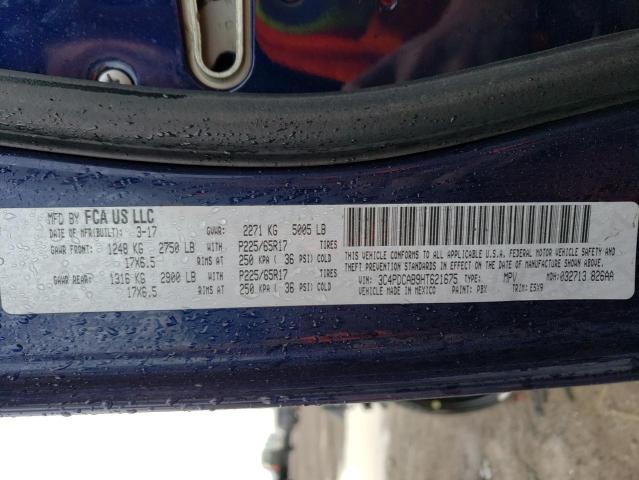 MFD BY FCA US LLC
DATE OF MFR(BUILT): 3-17 GVWR: 2271 KG 5005 LB
GAWR FRONT: 1248 KG 2750 LB WITH P225/65R17 TIRES
17X6.5 RIMS AT 250 KPA( 36 PSI) COLD
GAWR REAR: 1316 KG 2900 LB WITH P225/65R17 TIRES
17X6.5 RIMS AT 250 KPA( 36 PSI) COLD
THIS VEHICLE CONFORMS TO ALL APPLICABLE U.S.A. FEDERAL MOTOR VEHICLE SAFETY,
BUMPER, AND THEFT PREVENTION STANDARDS IN EFFECT ON THE DATE OF MANUFACTURE SHOWN ABOVE.
VIN: 3C4PDCAB9HT621675 TYPE: MPV MDH: 032713 826AA
VEHICLE MADE IN MEXICO PAINT: PBX TRIM: E5X9